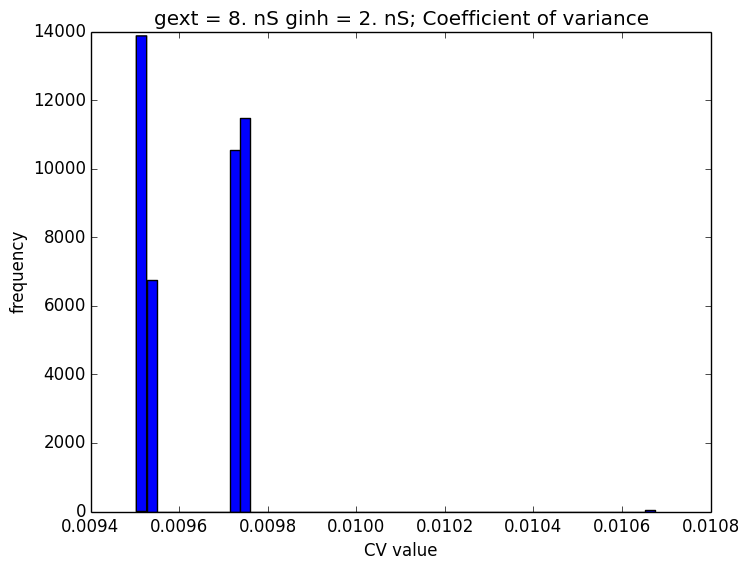 gext = 8. nS ginh = 2. nS; Coefficient of variance
14000
12000
10000
8000
6000
4000
2000
0
frequency
0.0094 0.0096 0.0098 0.0100 0.0102 0.0104 0.0106 0.0108
CV value